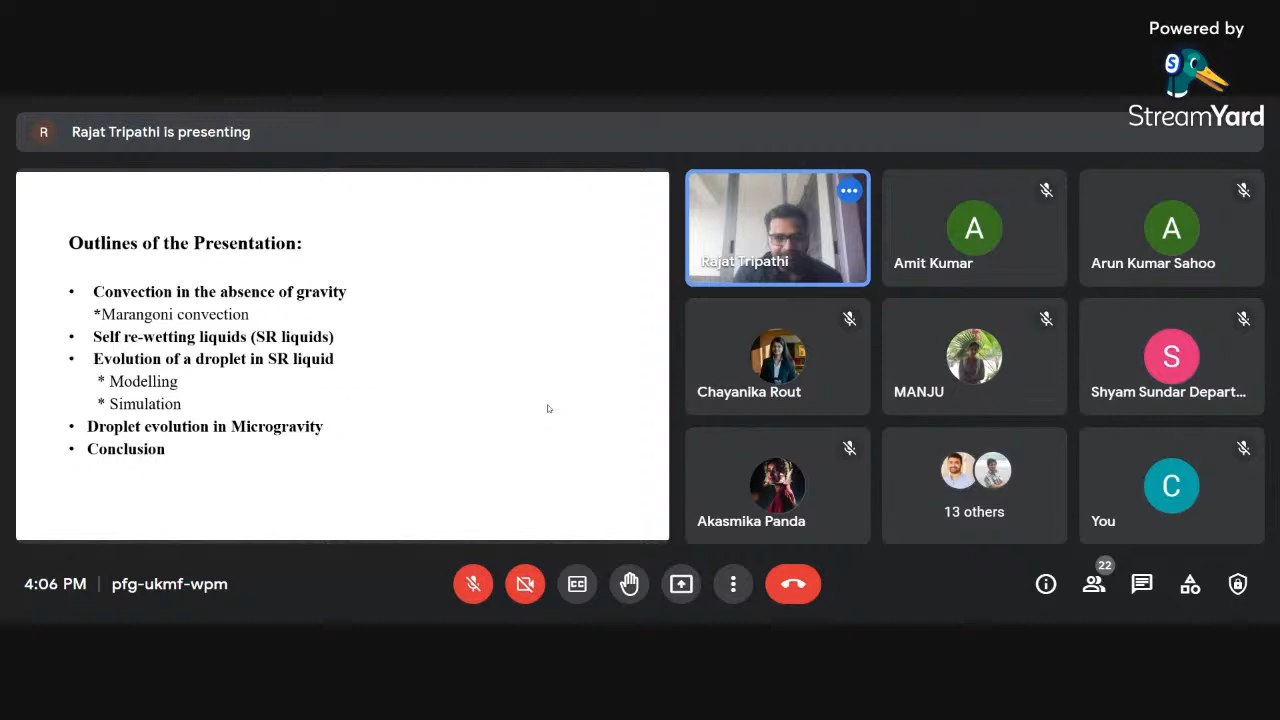 Powered by
S
StreamYard
R
Rajat Tripathi is presenting
Outlines of the Presentation:
• Convection in the absence of gravity
*Marangoni convection
• Self re-wetting liquids (SR liquids)
• Evolution of a droplet in SR liquid
* Modelling
* Simulation
• Droplet evolution in Microgravity
• Conclusion
Rajat Tripathi
A
Amit Kumar
A
Arun Kumar Sahoo
Chayanika Rout
MANJU
S
Shyam Sundar Depart...
Akasmika Panda
13 others
C
You
4:06 PM | pfg-ukmf-wpm
CC
22